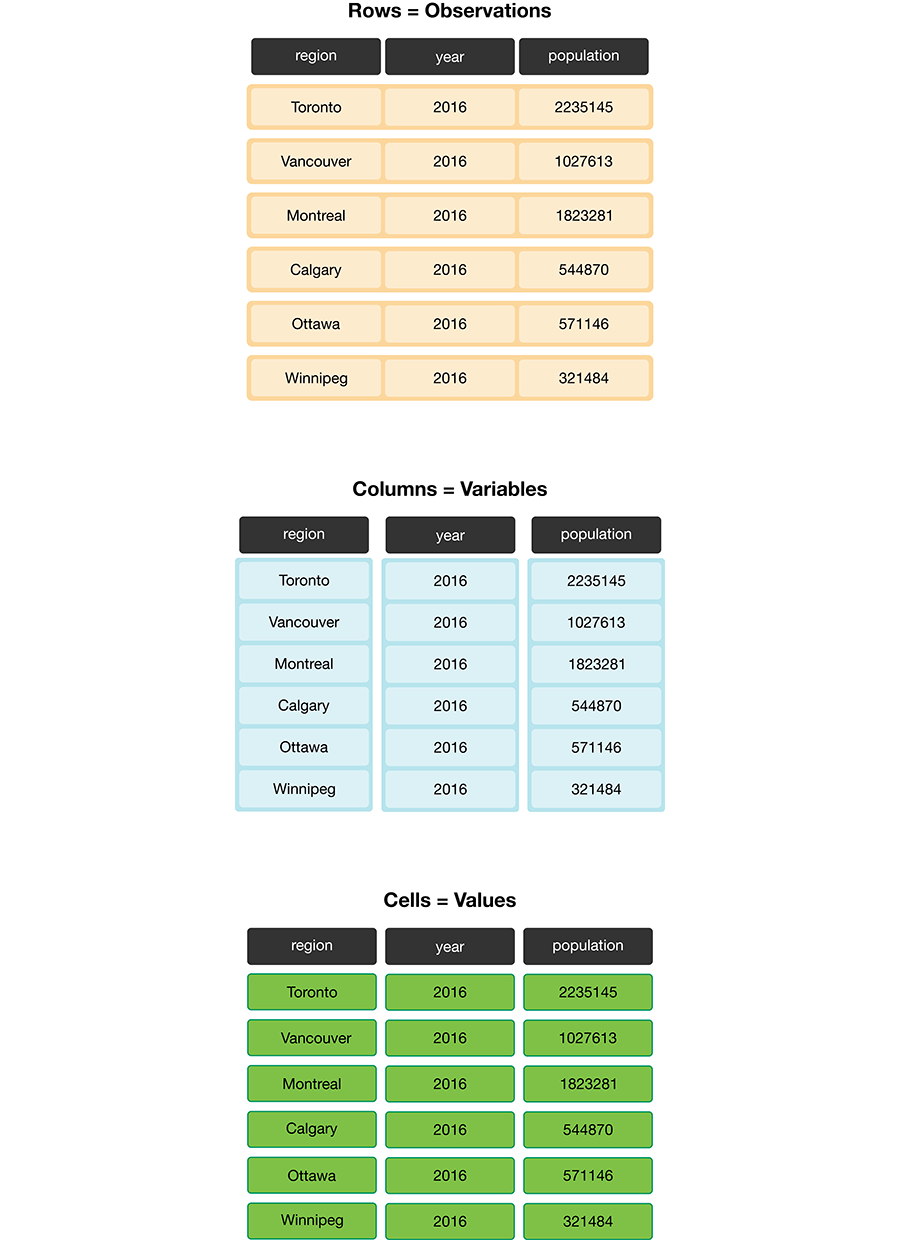 Rows = Observations
region year population
Toronto 2016 2235145
Vancouver 2016 1027613
Montreal 2016 1823281
Calgary 2016 544870
Ottawa 2016 571146
Winnipeg 2016 321484
Columns = Variables
region year population
Toronto 2016 2235145
Vancouver 2016 1027613
Montreal 2016 1823281
Calgary 2016 544870
Ottawa 2016 571146
Winnipeg 2016 321484
Cells = Values
region year population
Toronto 2016 2235145
Vancouver 2016 1027613
Montreal 2016 1823281
Calgary 2016 544870
Ottawa 2016 571146
Winnipeg 2016 321484